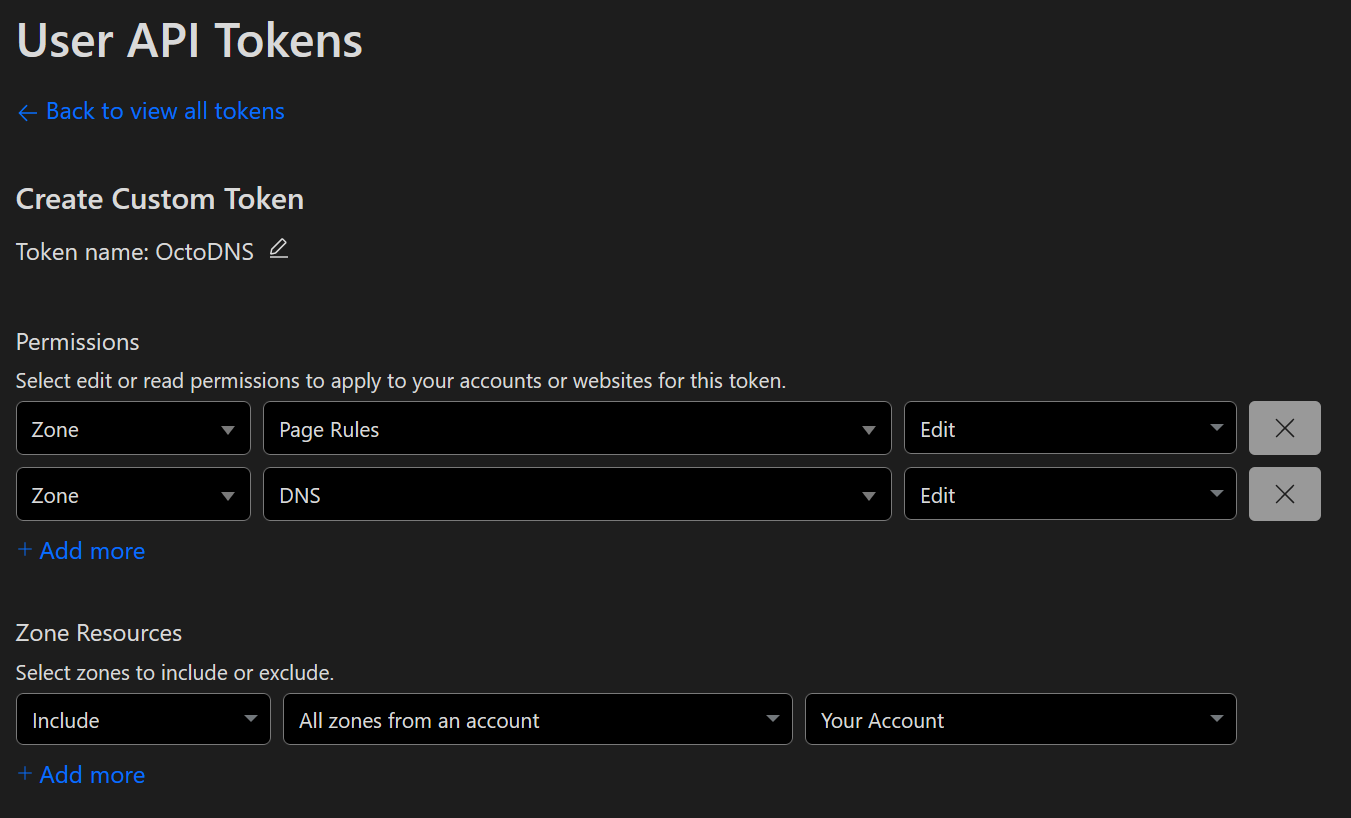 User API Tokens
← Back to view all tokens
Create Custom Token
Token name: OctoDNS
Permissions
Select edit or read permissions to apply to your accounts or websites for this token.
Zone Page Rules Edit
Zone DNS Edit
+ Add more
Zone Resources
Select zones to include or exclude.
Include All zones from an account Your Account
+ Add more